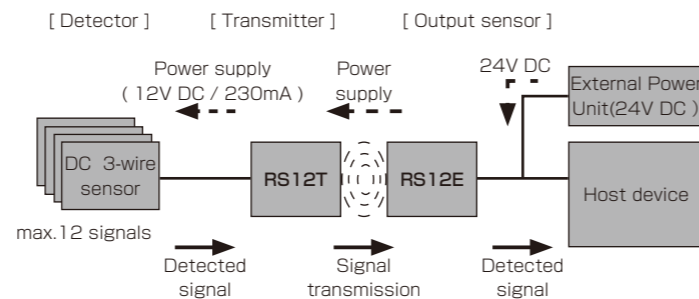 [ Detector ]
[ Transmitter ]
[ Output sensor ]
Power supply
( 12V DC / 230mA )
Power
supply
24V DC
External Power
Unit(24V DC )
DC 3-wire
sensor
RS12T
RS12E
Host device
max.12 signals
Detected
signal
Signal
transmission
Detected
signal